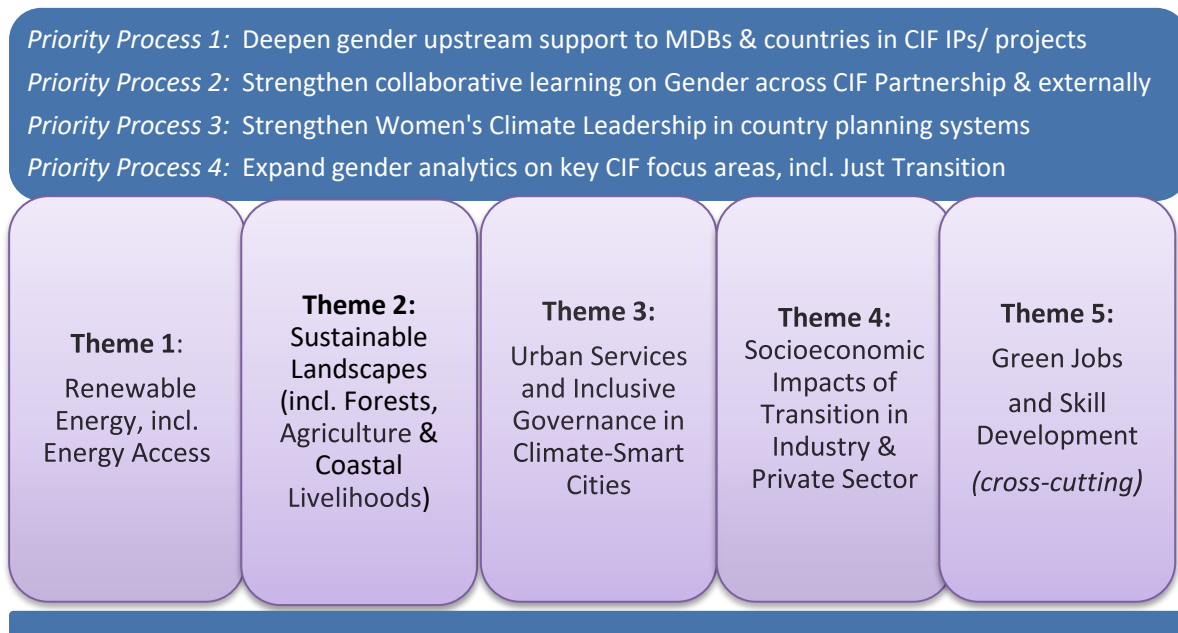 Priority Process 1: Deepen gender upstream support to MDBs & countries in CIF IPs/ projects
Priority Process 2: Strengthen collaborative learning on Gender across CIF Partnership & externally
Priority Process 3: Strengthen Women's Climate Leadership in country planning systems
Priority Process 4: Expand gender analytics on key CIF focus areas, incl. Just Transition
Theme 1:
Renewable
Energy, incl.
Energy Access
Theme 2:
Sustainable
Landscapes
(incl. Forests,
Agriculture &
Coastal
Livelihoods)
Theme 3:
Urban Services
and Inclusive
Governance in
Climate-Smart
Cities
Theme 4:
Socioeconomic
Impacts of
Transition in
Industry &
Private Sector
Theme 5:
Green Jobs
and Skill
Development
(cross-cutting)